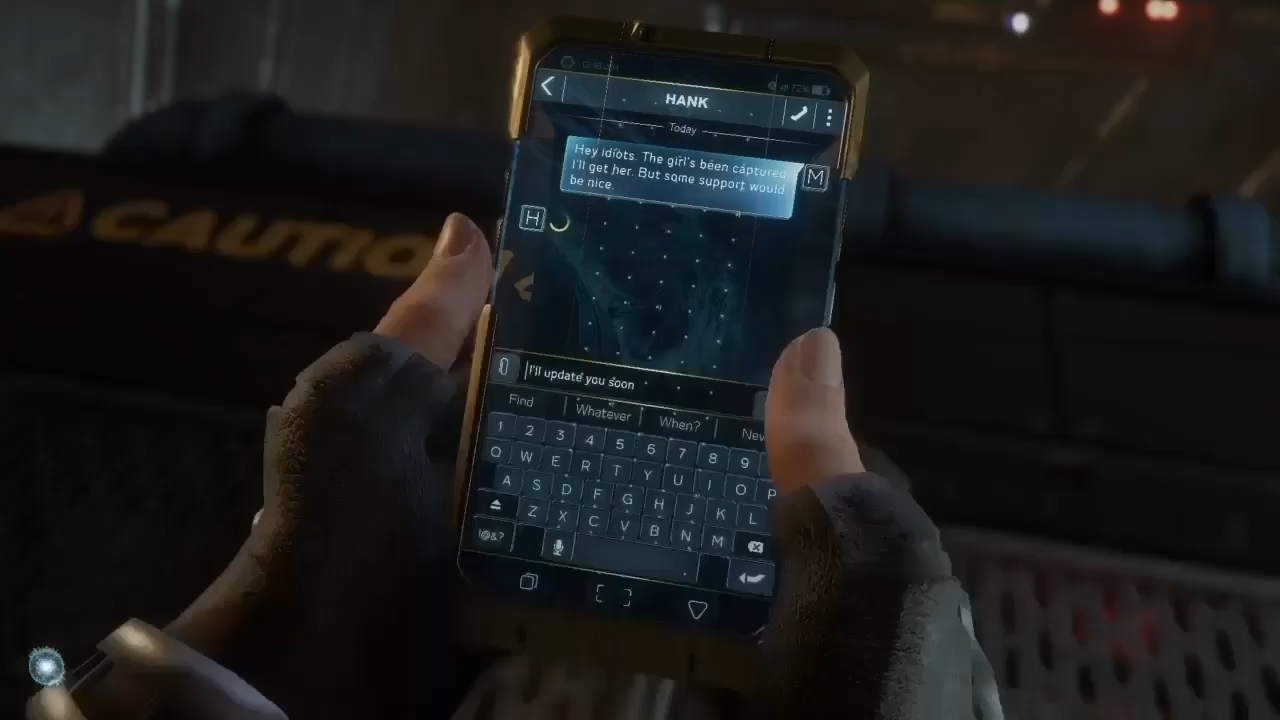 72%
HANK
Today
Hey idiots. The girl's been captured
I'll get her. But some support would
be nice.
M
H
CAUTION
I'll update you soon
Find Whatever When?
1 2 3 4 5 6 7 8 9
Q W E R T Y U I O P
A S D F G H J K L
Z X C V B N M
!@&?